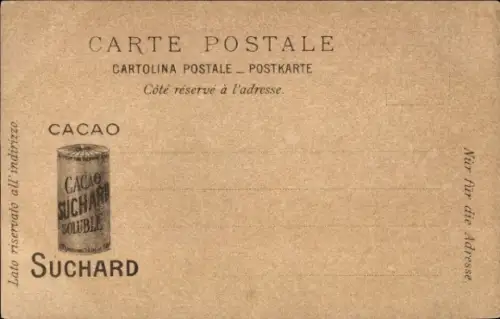 CARTE POSTALE
CARTOLINA POSTALE _ POSTKARTE
Côté réservé à l'adresse.
Lato riservato all'indirizzo.
CACAO
CACAO
SUCHARD
SOLUBLE
SUCHARD
Nur für die Adresse.